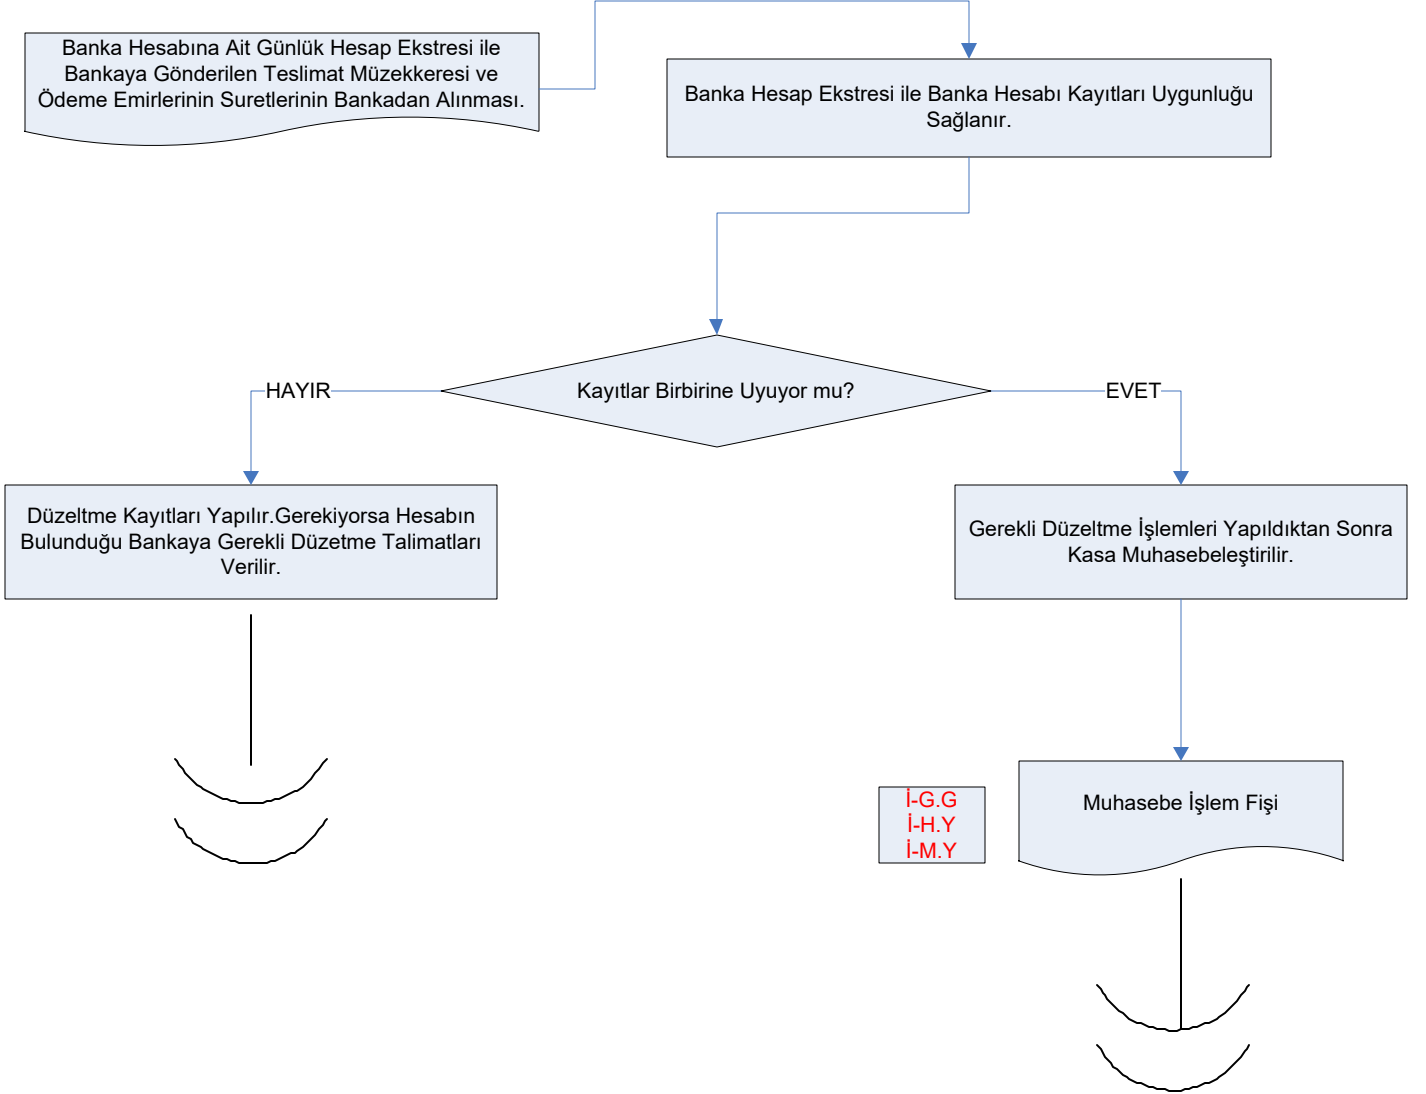 Banka Hesabına Ait Günlük Hesap Ekstresi ile
Bankaya Gönderilen Teslimat Müzekkeresi ve
Ödeme Emirlerinin Suretlerinin Bankadan Alınması.
Banka Hesap Ekstresi ile Banka Hesabı Kayıtları Uygunluğu
Sağlanır.
Kayıtlar Birbirine Uyuyor mu?
HAYIR
EVET
Düzeltme Kayıtları Yapılır.Gerekiyorsa Hesabın
Bulunduğu Bankaya Gerekli Düzetme Talimatları
Verilir.
Gerekli Düzeltme İşlemleri Yapıldıktan Sonra
Kasa Muhasebeleştirilir.
İ-G.G
İ-H.Y
İ-M.Y
Muhasebe İşlem Fişi